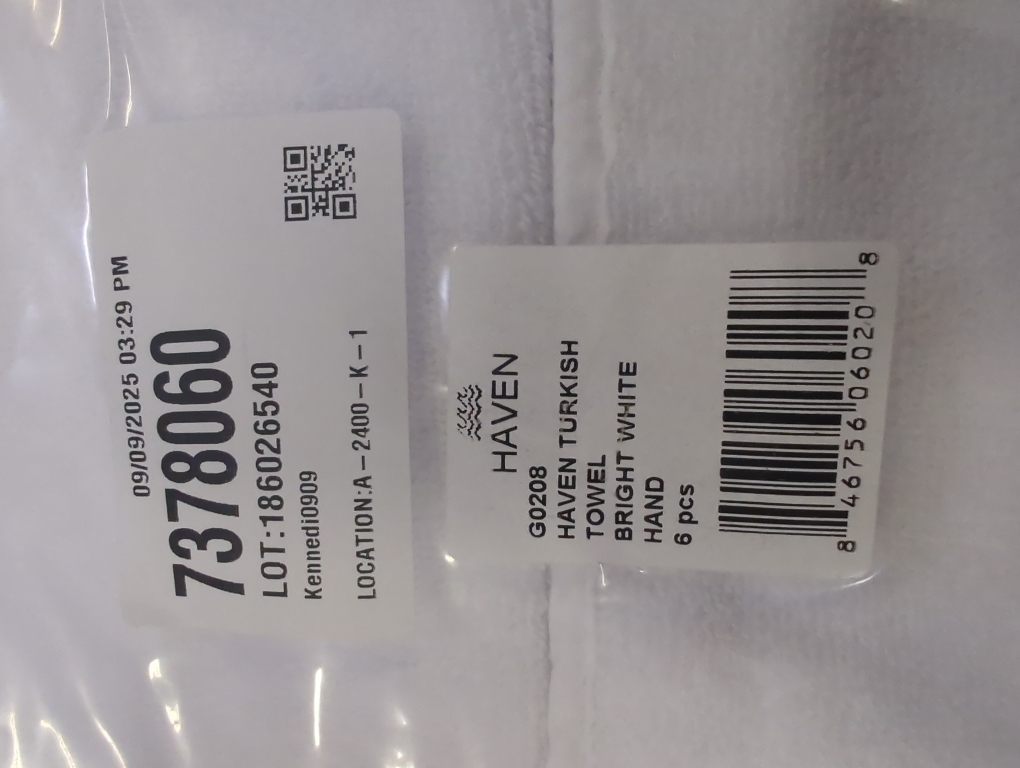 09/09/2025 03:29 PM
7378060
LOT:186026540
Kennedi0909
LOCATION:A-2400-K-1
HAVEN
G0208
HAVEN TURKISH
TOWEL
BRIGHT WHITE
HAND
6 pcs
8 46756 06020 8